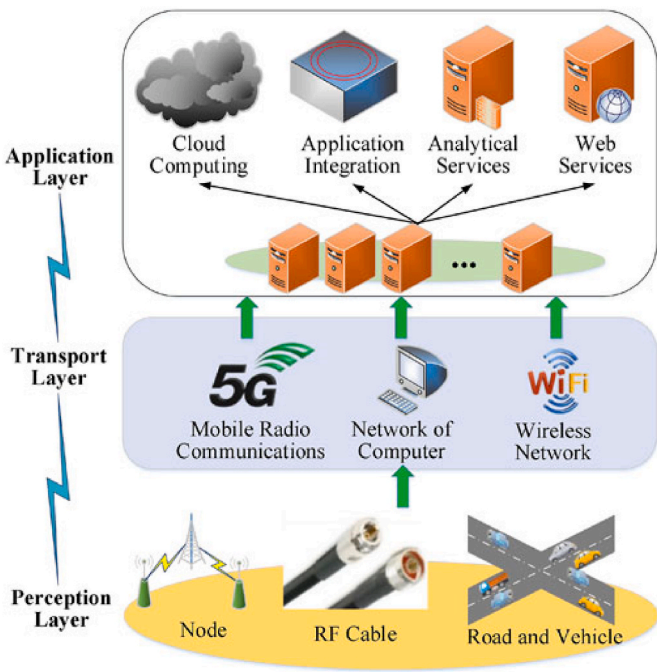 Cloud
Computing
Application
Integration
Analytical
Services
Web
Services
Application
Layer
...
Transport
Layer
5G
WiFi
Mobile Radio
Communications
Network of
Computer
Wireless
Network
Perception
Layer
Node
RF Cable
Road and Vehicle